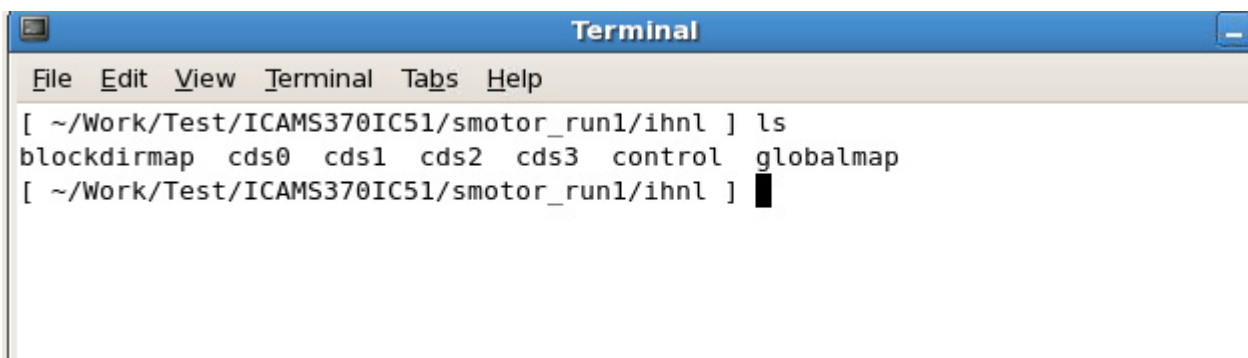 Terminal
File Edit View Terminal Tabs Help
[ ~/Work/Test/ICAMS370IC51/smotor_run1/ihnl ] ls
blockdirmap cds0 cds1 cds2 cds3 control globalmap
[ ~/Work/Test/ICAMS370IC51/smotor_run1/ihnl ]